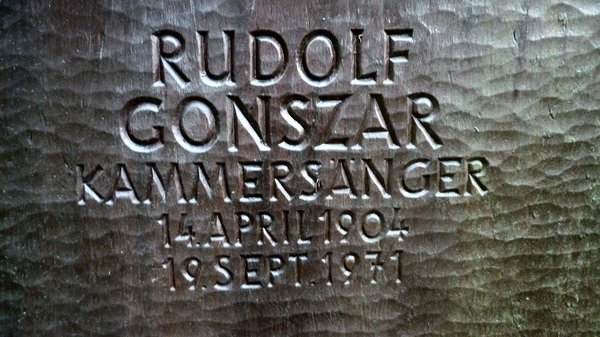 RUDOLF
GONSZAR
KAMMERSÄNGER
14. APRIL 1904
19. SEPT. 1971